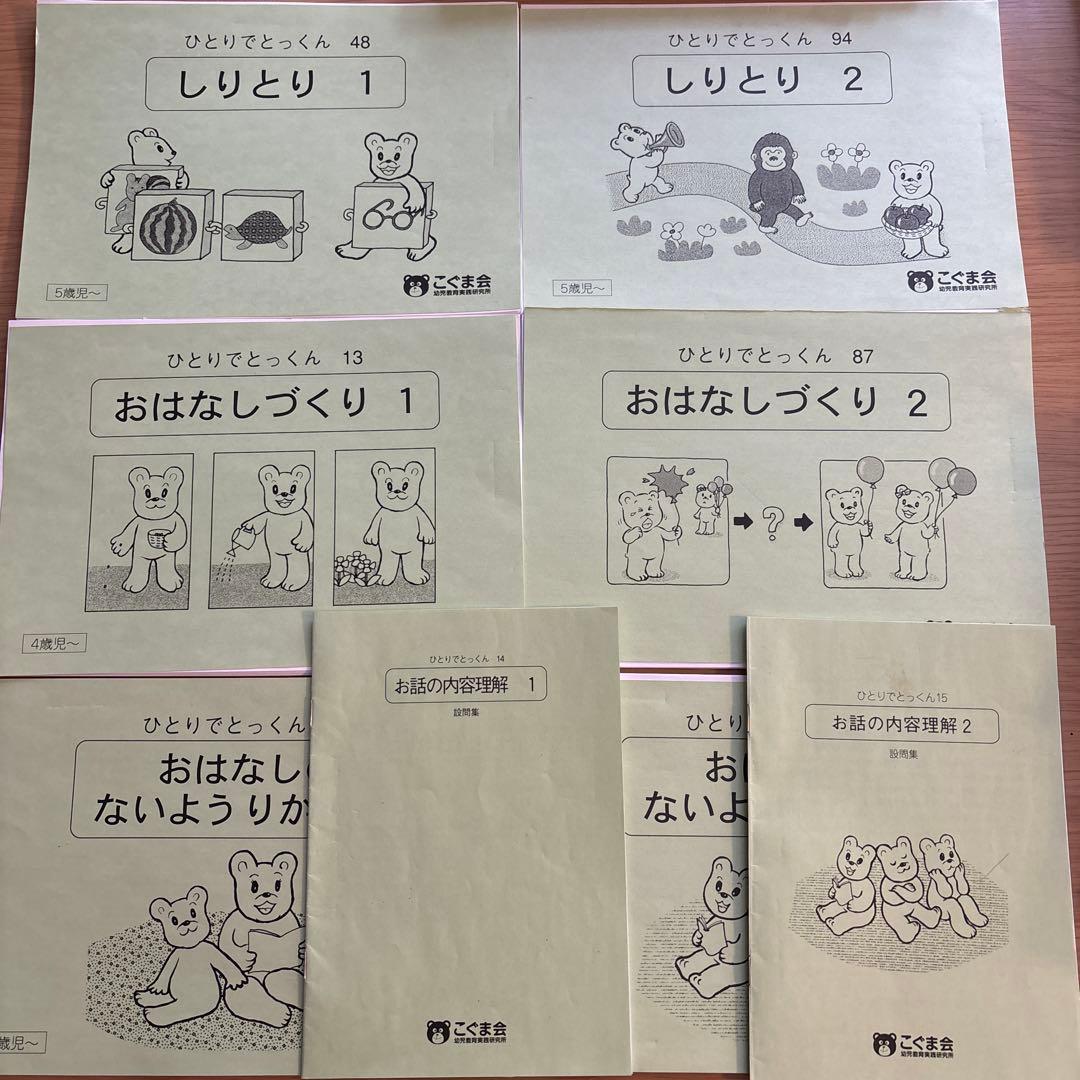 ひとりでとっくん 48
しりとり 1
5歳児～
こぐま会
幼児教育実践研究所
ひとりでとっくん 94
しりとり 2
5歳児～
こぐま会
幼児教育実践研究所
ひとりでとっくん 13
おはなしづくり 1
4歳児～
ひとりでとっくん 87
おはなしづくり 2
ひとりでとっくん
おはなし
ないようりか
歳児～
ひとりでとっくん 14
お話の内容理解 1
設問集
こぐま会
幼児教育実践研究所
ひとりで
お
ないよ
ひとりでとっくん15
お話の内容理解2
設問集
こぐま会
幼児教育実践研究所